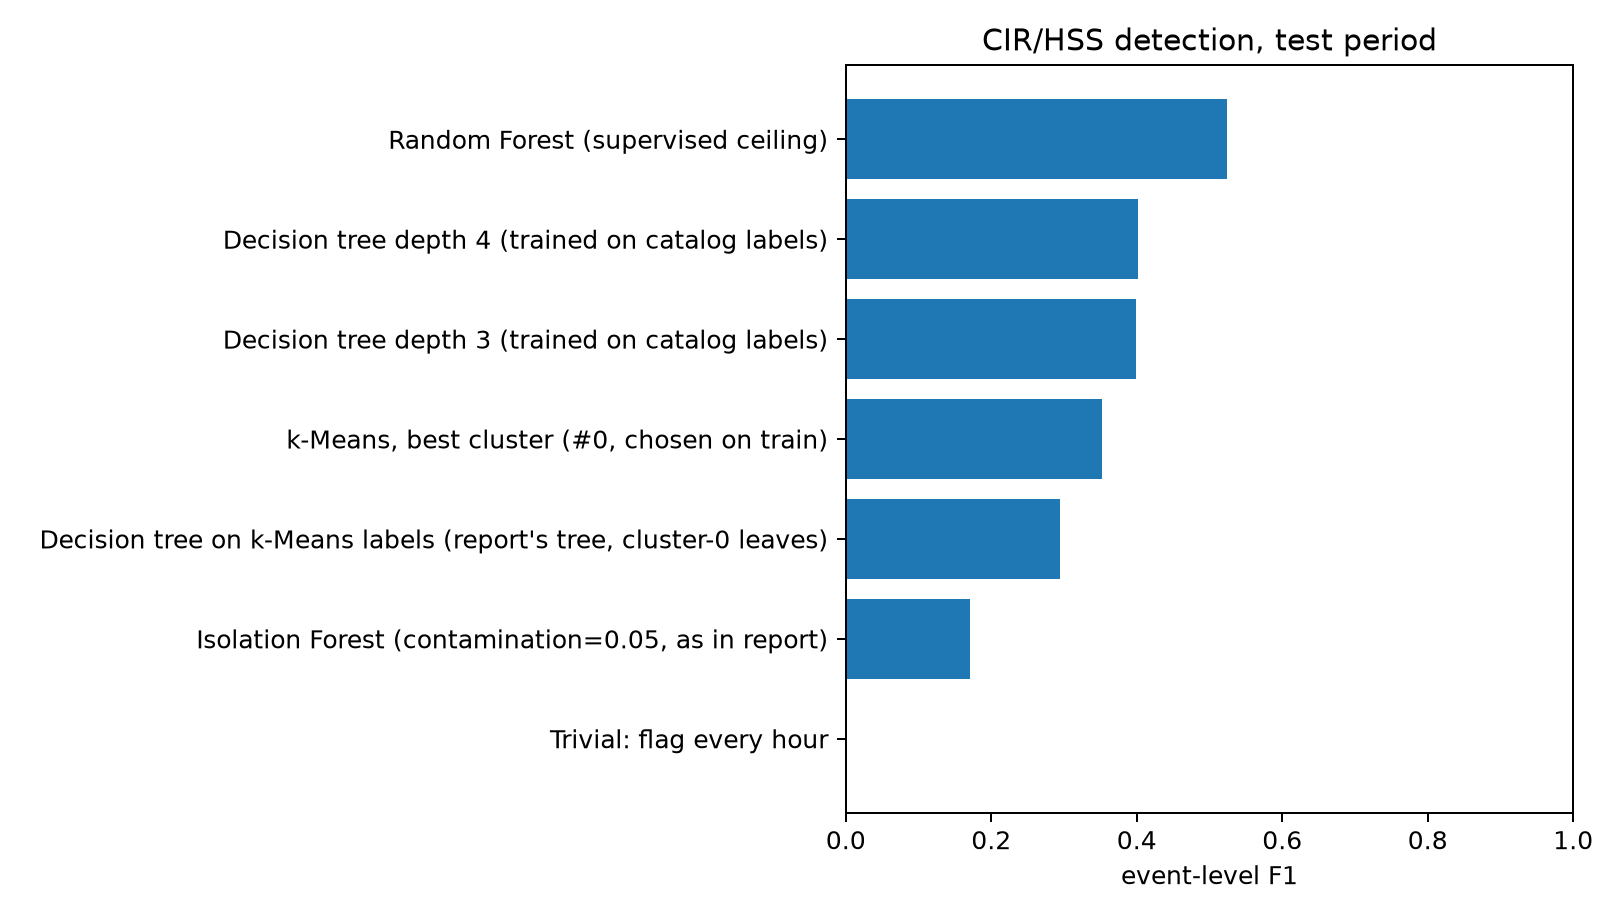 CIR/HSS detection, test period
Random Forest (supervised ceiling)
Decision tree depth 4 (trained on catalog labels)
Decision tree depth 3 (trained on catalog labels)
k-Means, best cluster (#0, chosen on train)
Decision tree on k-Means labels (report's tree, cluster-0 leaves)
Isolation Forest (contamination=0.05, as in report)
Trivial: flag every hour
0.0 0.2 0.4 0.6 0.8 1.0
event-level F1